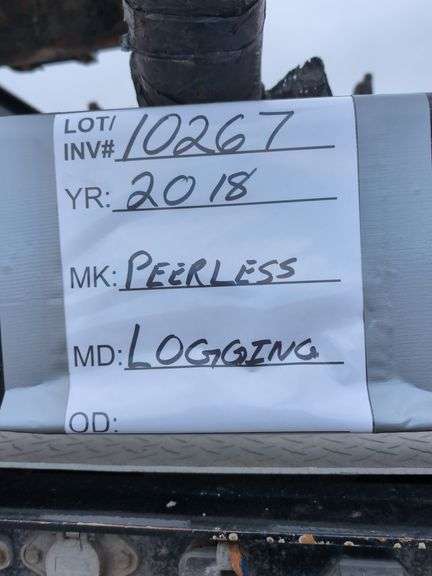 LOT/
INV# 10267
YR: 2018
MK: PEERLESS
MD: LOGGING
OD: